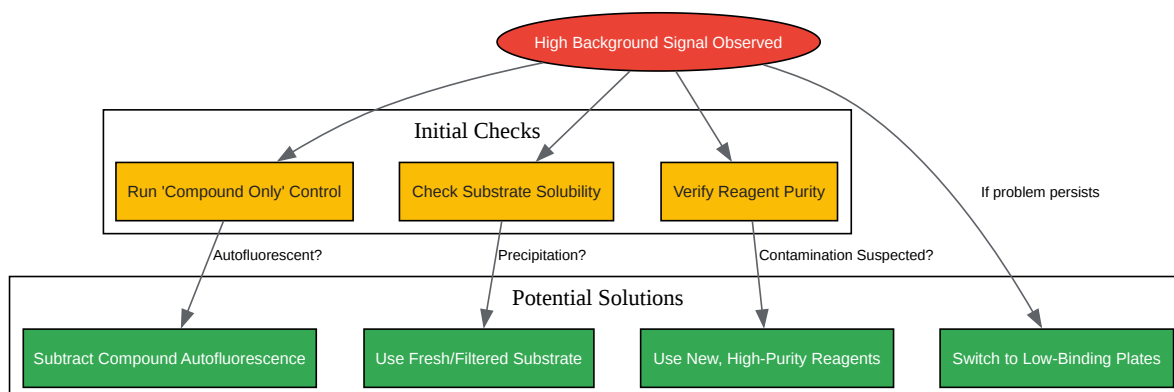 High Background Signal Observed
Initial Checks
Run 'Compound Only' Control
Check Substrate Solubility
Verify Reagent Purity
If problem persists
Autofluorescent?
Precipitation?
Contamination Suspected?
Potential Solutions
Subtract Compound Autofluorescence
Use Fresh/Filtered Substrate
Use New, High-Purity Reagents
Switch to Low-Binding Plates